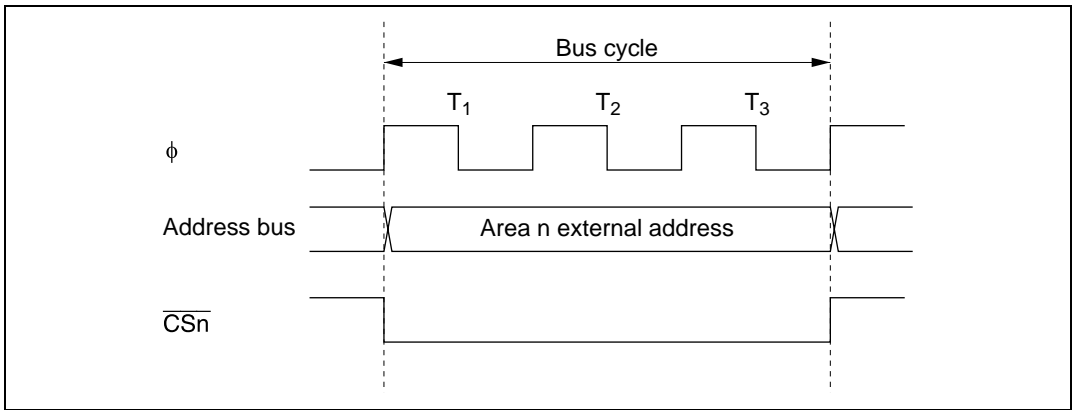 Bus cycle
T1 T2 T3
φ
Address bus
Area n external address
CSn